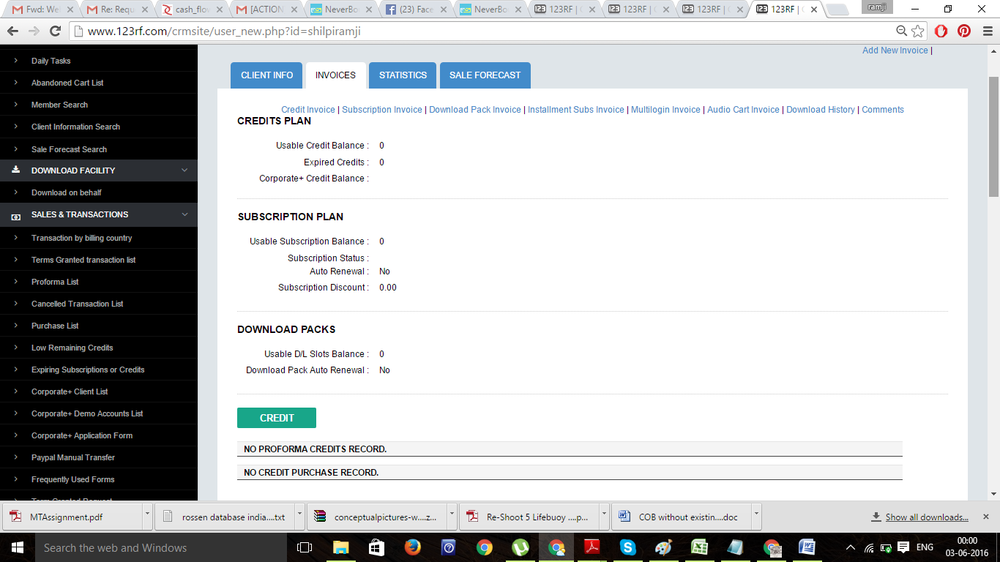 Fwd: We
Re: Requ
cash_flow
[ACTION
NeverBo
(23) Face
NeverBo
123RF | C
123RF | C
123RF | C
123RF | C
ramji
www.123rf.com/crmsite/user_new.php?id=shilpiramji
Add New Invoice |
Daily Tasks
Abandoned Cart List
Member Search
Client Information Search
Sale Forecast Search
DOWNLOAD FACILITY
Download on behalf
SALES & TRANSACTIONS
Transaction by billing country
Terms Granted transaction list
Proforma List
Cancelled Transaction List
Purchase List
Low Remaining Credits
Expiring Subscriptions or Credits
Corporate+ Client List
Corporate+ Demo Accounts List
Corporate+ Application Form
Paypal Manual Transfer
Frequently Used Forms
Term Granted Request
CLIENT INFO
INVOICES
STATISTICS
SALE FORECAST
Credit Invoice | Subscription Invoice | Download Pack Invoice | Installment Subs Invoice | Multilogin Invoice | Audio Cart Invoice | Download History | Comments
CREDITS PLAN
Usable Credit Balance : 0
Expired Credits : 0
Corporate+ Credit Balance :
SUBSCRIPTION PLAN
Usable Subscription Balance : 0
Subscription Status :
Auto Renewal : No
Subscription Discount : 0.00
DOWNLOAD PACKS
Usable D/L Slots Balance : 0
Download Pack Auto Renewal : No
CREDIT
NO PROFORMA CREDITS RECORD.
NO CREDIT PURCHASE RECORD.
MTAssignment.pdf
rossen database india....txt
conceptualpictures-w....z...
Re-Shoot 5 Lifebuoy ....p...
COB without existin....doc
Show all downloads...
Search the web and Windows
ENG
00:00
03-06-2016